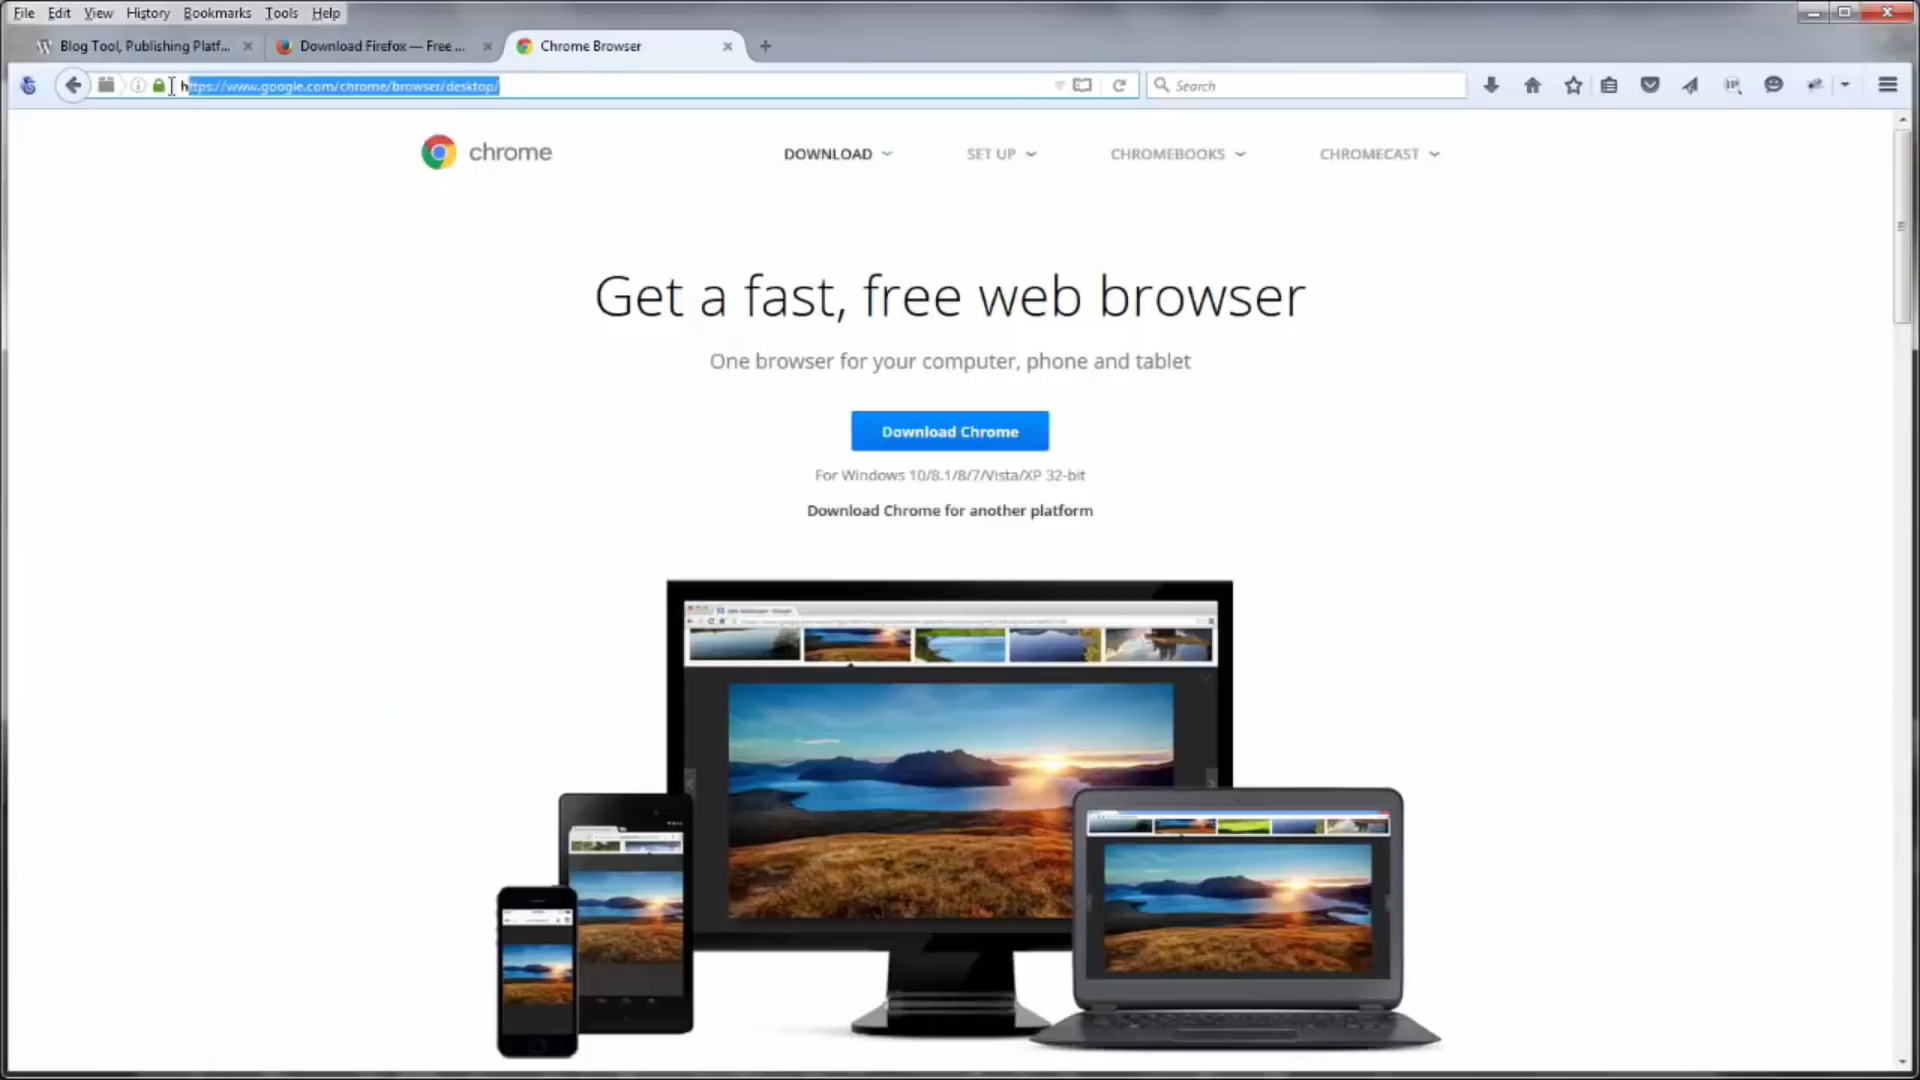 File Edit View History Bookmarks Tools Help
Blog Tool, Publishing Platf...
Download Firefox — Free ...
Chrome Browser
https://www.google.com/chrome/browser/desktop/
Search
chrome
DOWNLOAD
SET UP
CHROMEBOOKS
CHROMECAST
Get a fast, free web browser
One browser for your computer, phone and tablet
Download Chrome
For Windows 10/8.1/8/7/Vista/XP 32-bit
Download Chrome for another platform